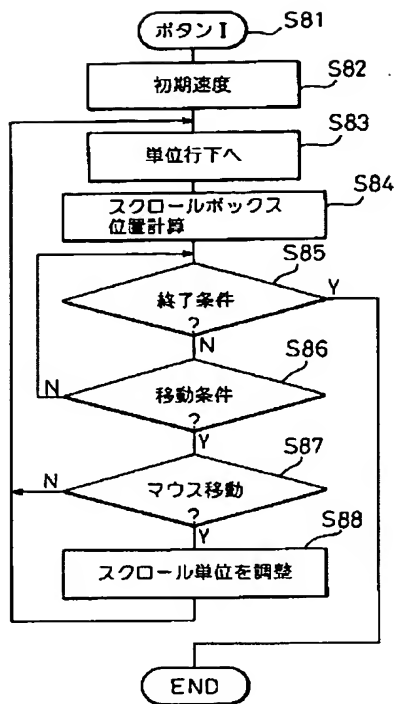 ボタンI
S81
初期速度
S82
単位行下へ
S83
スクロールボックス
位置計算
S84
終了条件
?
S85
Y
N
移動条件
?
S86
N
Y
マウス移動
?
S87
N
Y
スクロール単位を調整
S88
END